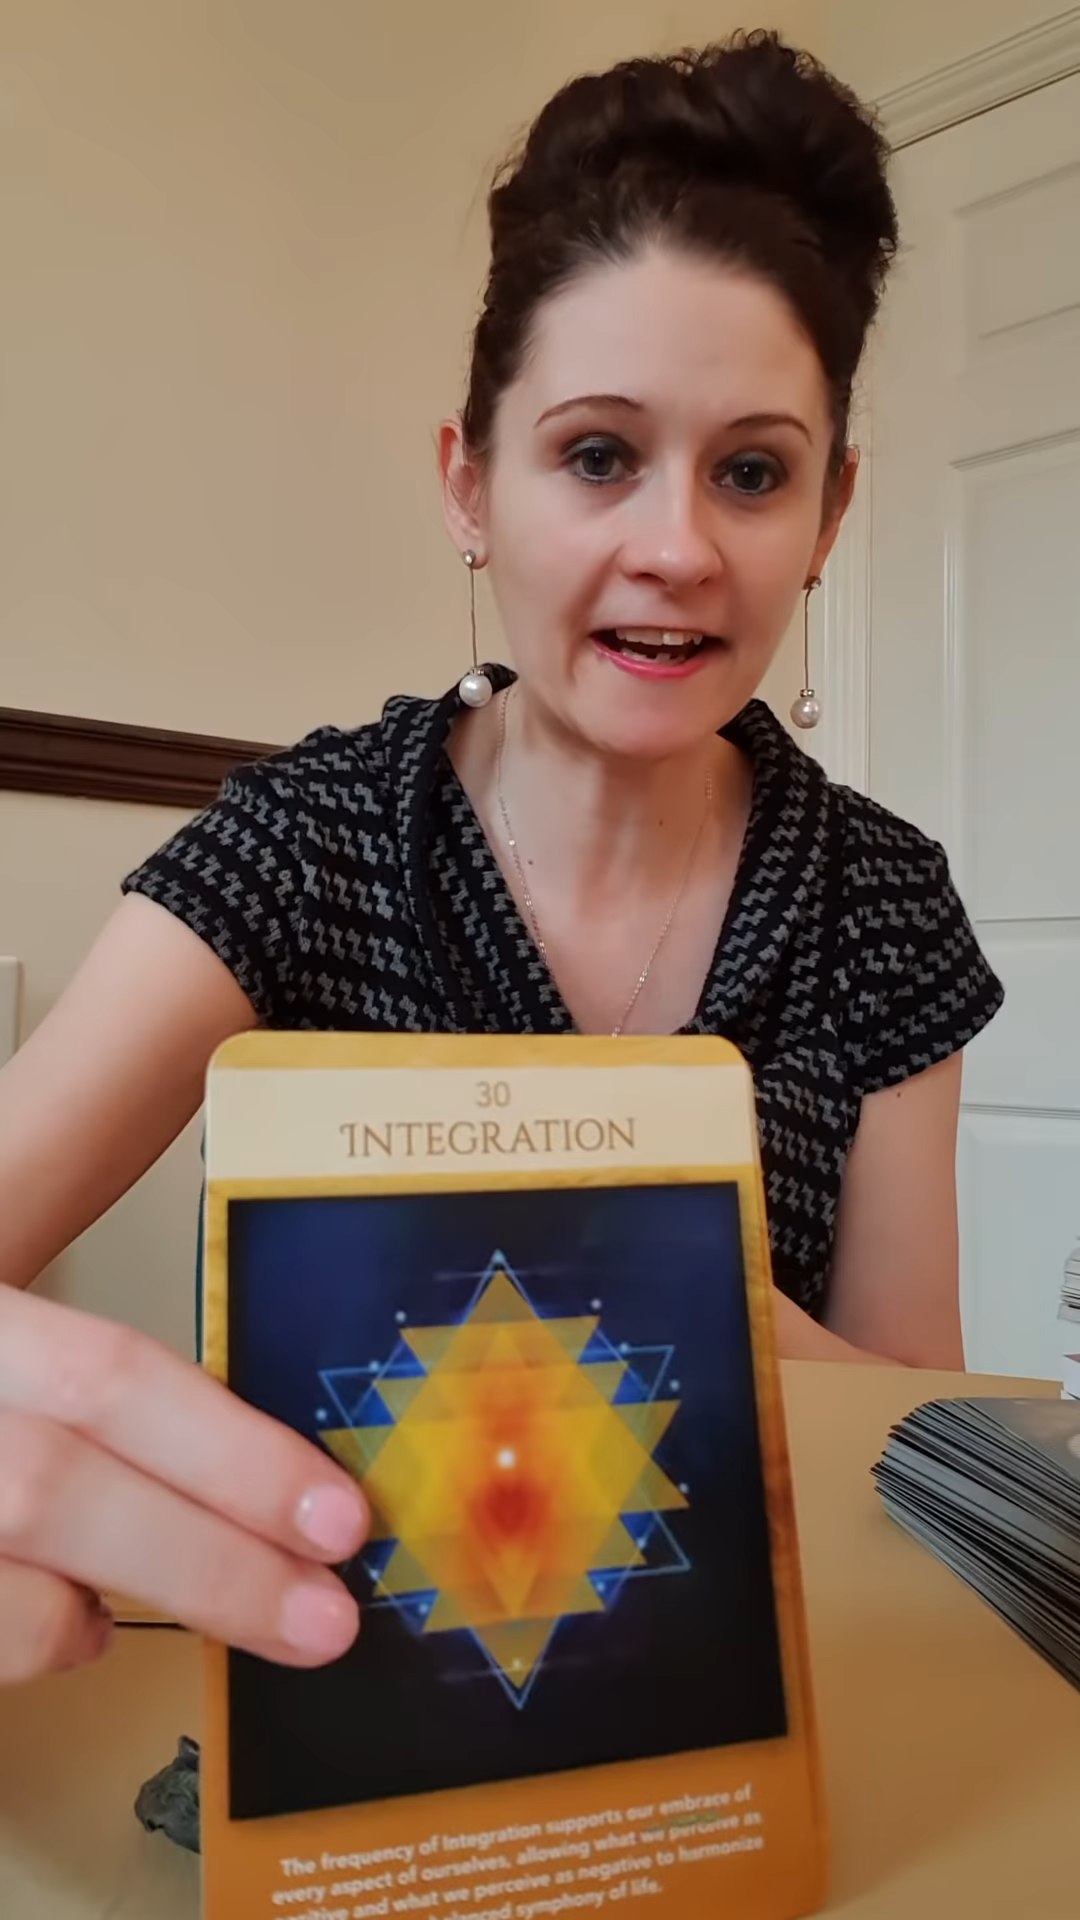 30
INTEGRATION
The frequency of Integration supports our embrace of
every aspect of ourselves, allowing what we perceive as
positive and what we perceive as negative to harmonize
balanced symphony of life.